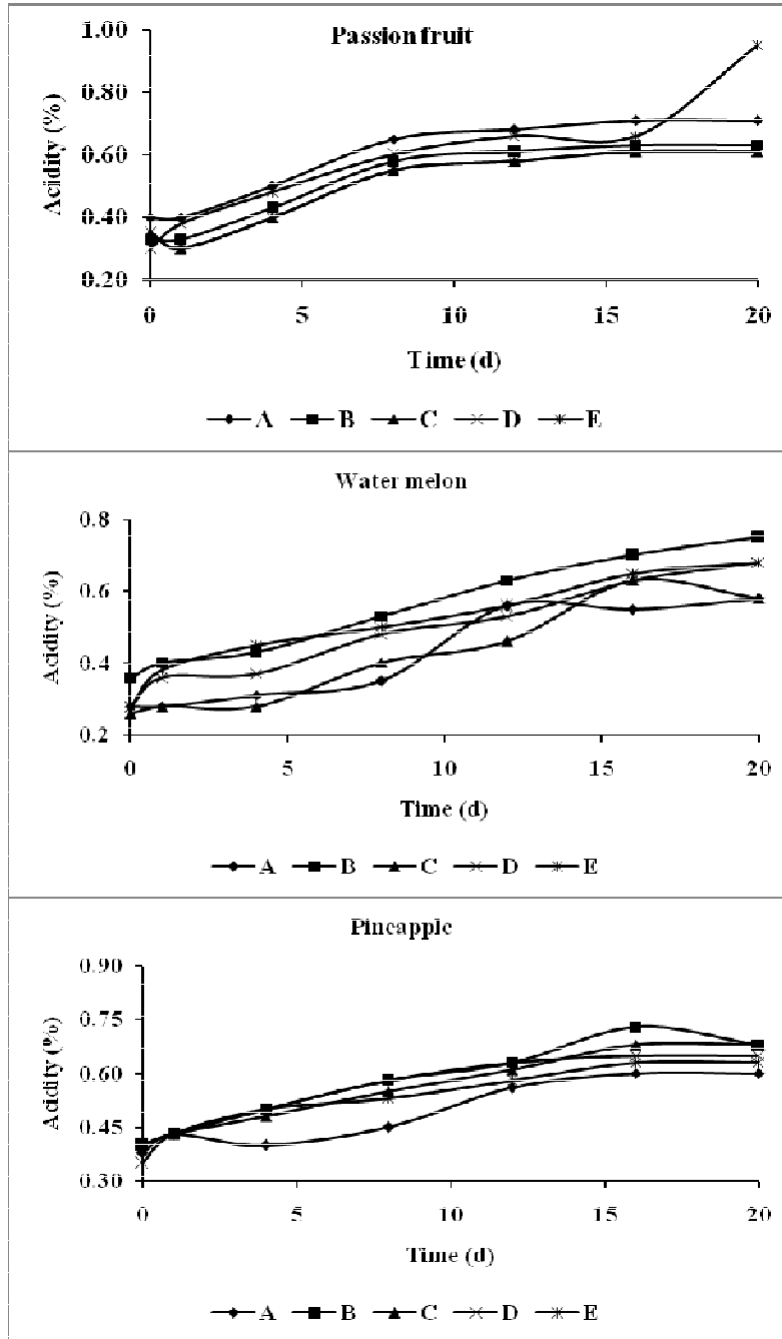 Passion fruit
1.00
0.80
0.60
0.40
0.20
Acidity (%)
0 5 10 15 20
Time (d)
A B C D E
Water melon
0.8
0.6
0.4
0.2
Acidity (%)
0 5 10 15 20
Time (d)
A B C D E
Pineapple
0.90
0.75
0.60
0.45
0.30
Acidity (%)
0 5 10 15 20
Time (d)
A B C D E